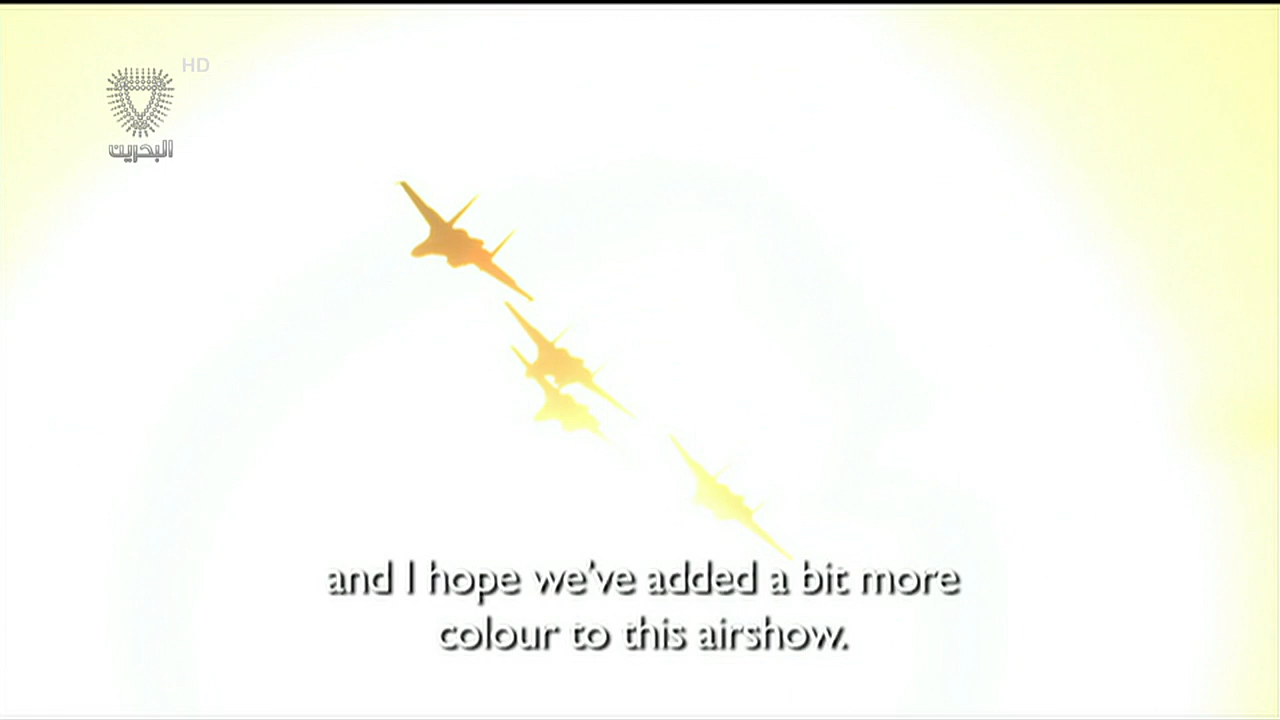 HD
البحرين
and I hope we've added a bit more
colour to this airshow.